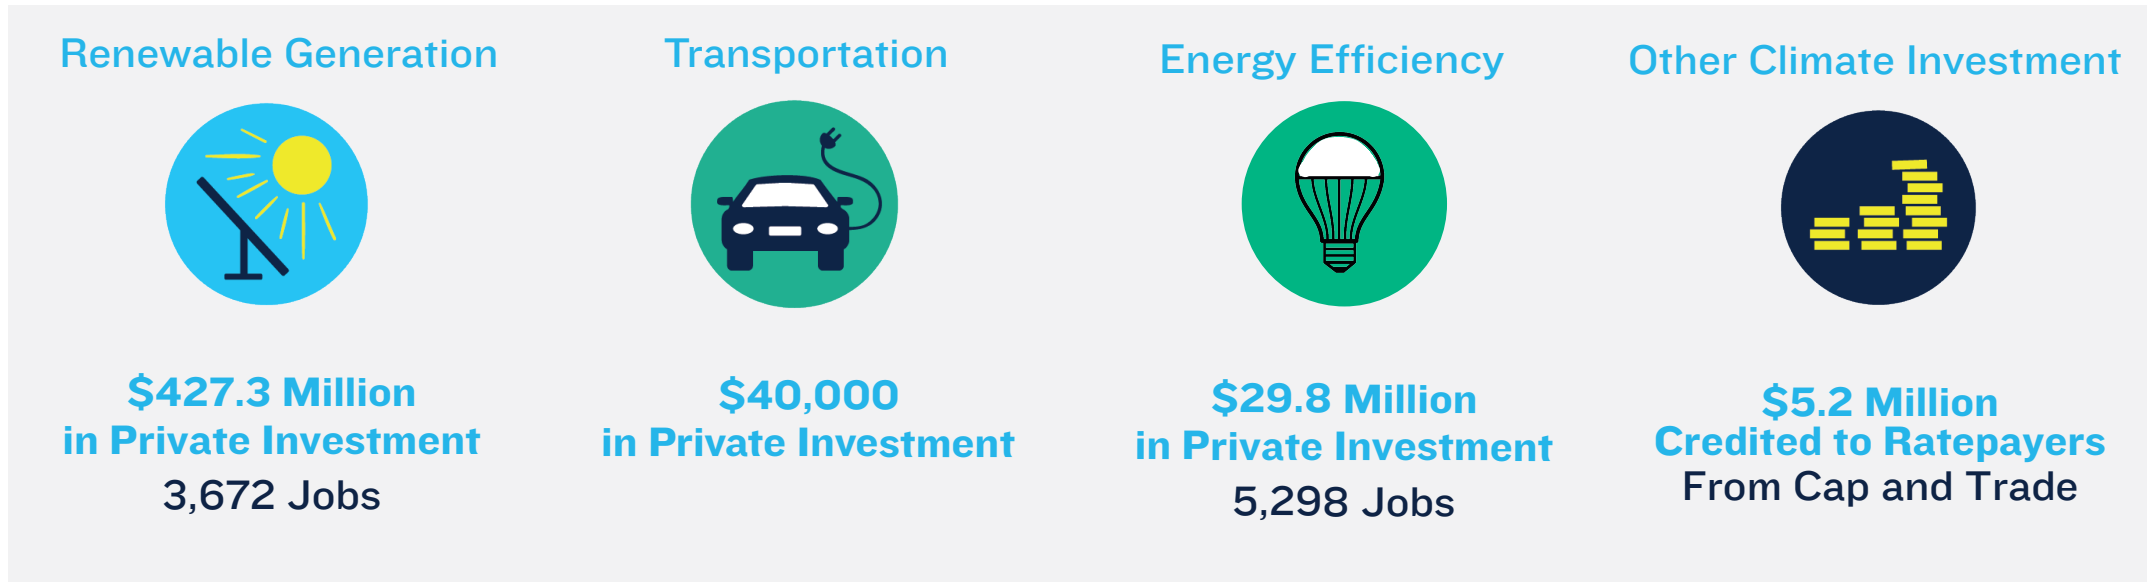 Renewable Generation
$427.3 Million
in Private Investment
3,672 Jobs
Transportation
$40,000
in Private Investment
Energy Efficiency
$29.8 Million
in Private Investment
5,298 Jobs
Other Climate Investment
$5.2 Million
Credited to Ratepayers
From Cap and Trade